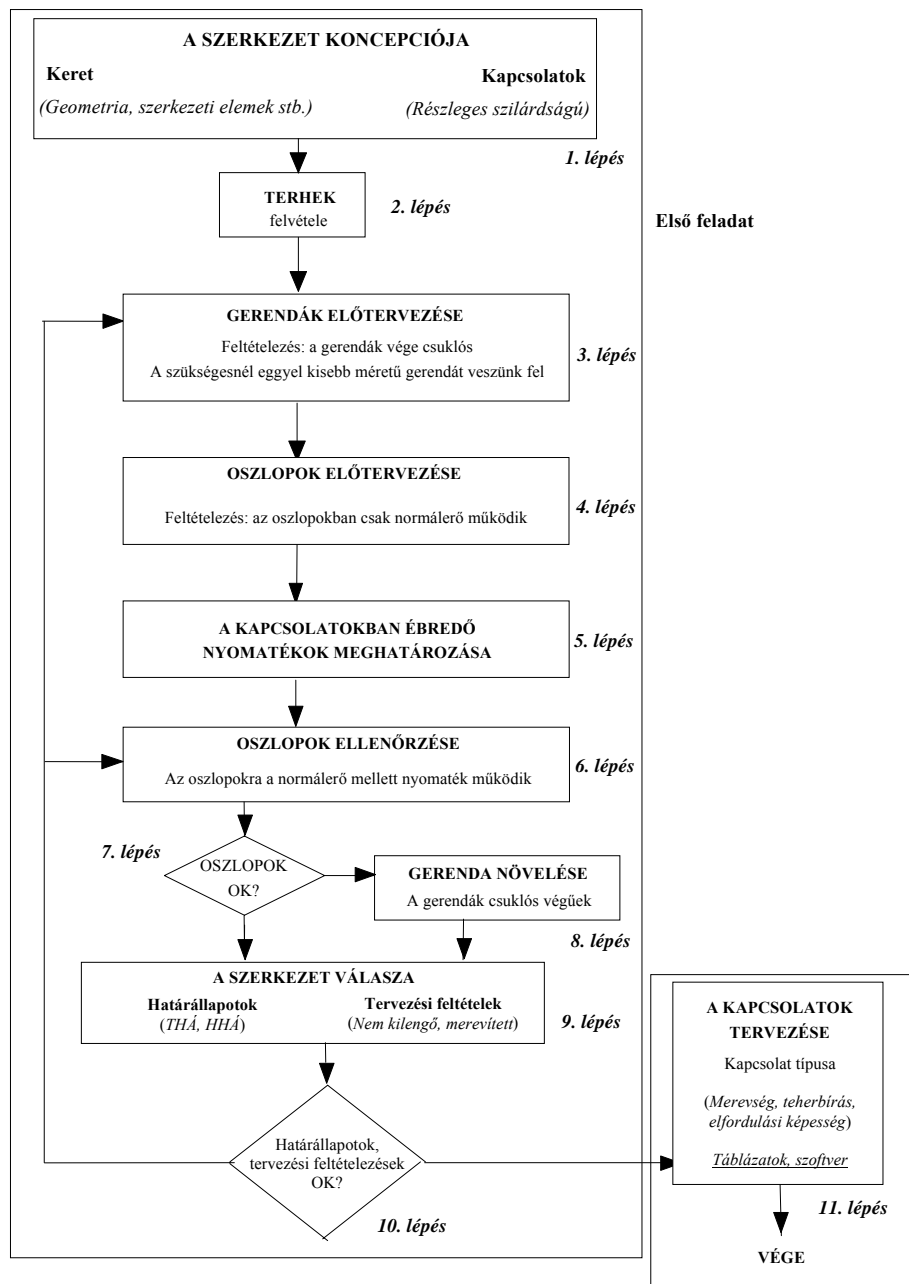 A SZERKEZET KONCEPCIÓJA
Keret
Kapcsolatok
(Geometria, szerkezeti elemek stb.)
(Részleges szilárdságú)
1. lépés
TERHEK
felvétele
2. lépés
Első feladat
GERENDÁK ELŐTERVEZÉSE
Feltételezés: a gerendák vége csuklós
A szükségesnél eggyel kisebb méretű gerendát veszünk fel
3. lépés
OSZLOPOK ELŐTERVEZÉSE
Feltételezés: az oszlopokban csak normálerő működik
4. lépés
A KAPCSOLATOKBAN ÉBREDŐ
NYOMATÉKOK MEGHATÁROZÁSA
5. lépés
OSZLOPOK ELLENŐRZÉSE
Az oszlopokra a normálerő mellett nyomaték működik
6. lépés
7. lépés
OSZLOPOK
OK?
GERENDA NÖVELÉSE
A gerendák csuklós végűek
8. lépés
A SZERKEZET VÁLASZA
Határállapotok
Tervezési feltételek
(THÁ, HHÁ)
(Nem kilengő, merevített)
9. lépés
Határállapotok,
tervezési feltételezések
OK?
10. lépés
A KAPCSOLATOK
TERVEZÉSE
Kapcsolat típusa
(Merevség, teherbírás,
elfordulási képesség)
Táblázatok, szoftver
11. lépés
VÉGE